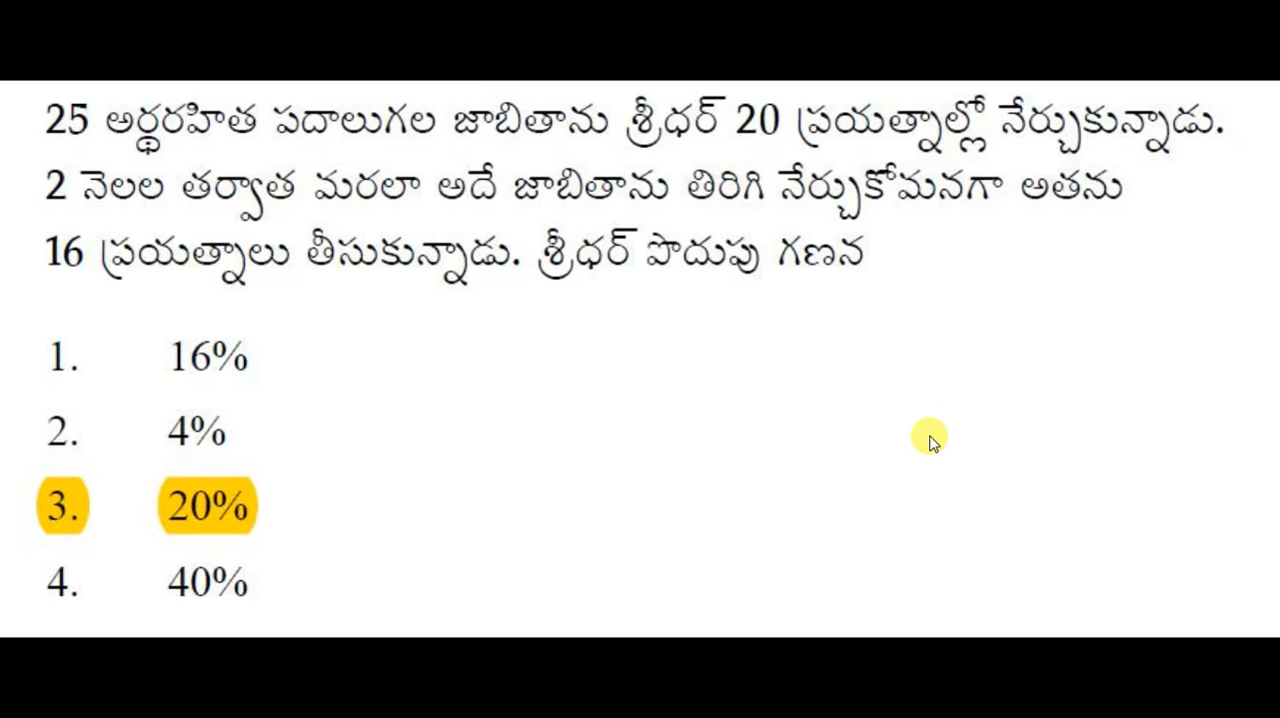 25 అర్థరహిత పదాలుగల జాబితాను శ్రీధర్ 20 ప్రయత్నాల్లో నేర్చుకున్నాడు.
2 నెలల తర్వాత మరలా అదే జాబితాను తిరిగి నేర్చుకోమనగా అతను
16 ప్రయత్నాలు తీసుకున్నాడు. శ్రీధర్ పొదుపు గణన
1. 16%
2. 4%
3. 20%
4. 40%